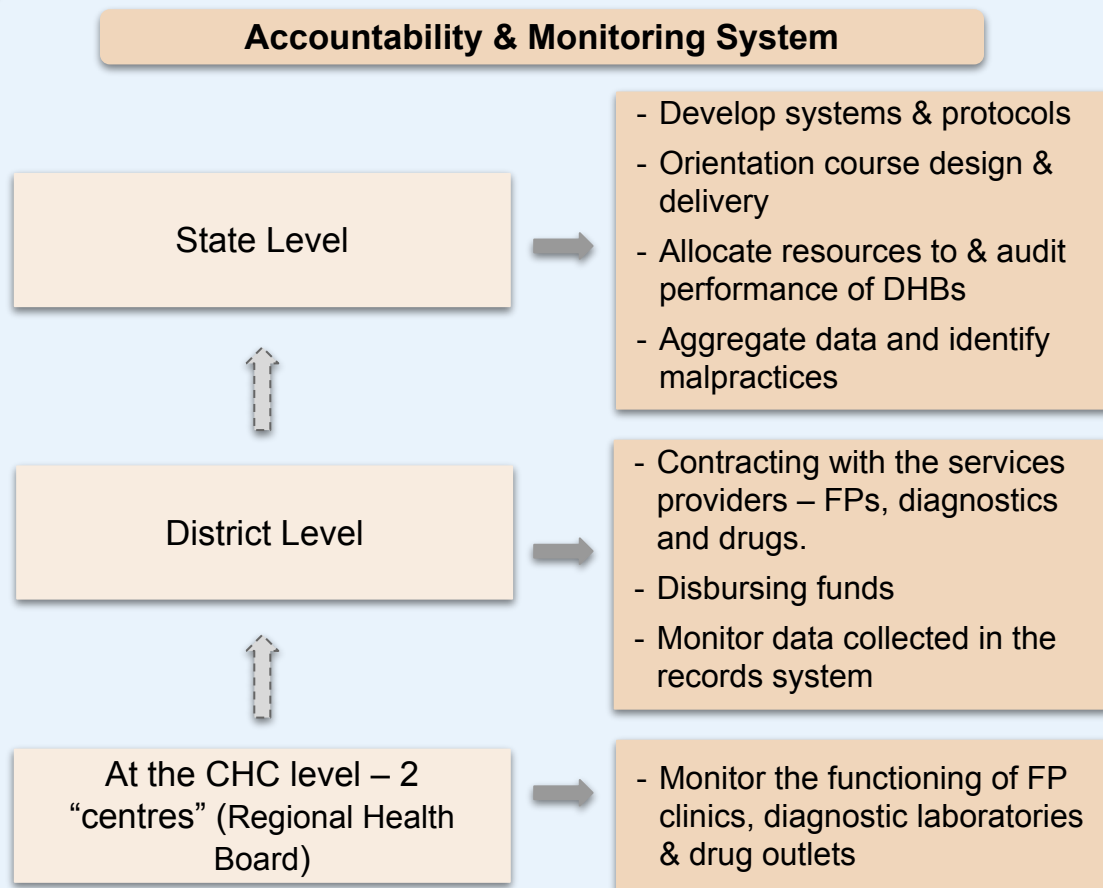 Accountability & Monitoring System
State Level
- Develop systems & protocols
- Orientation course design &
delivery
- Allocate resources to & audit
performance of DHBs
- Aggregate data and identify
malpractices
District Level
- Contracting with the services
providers – FPs, diagnostics
and drugs.
- Disbursing funds
- Monitor data collected in the
records system
At the CHC level – 2
“centres” (Regional Health
Board)
- Monitor the functioning of FP
clinics, diagnostic laboratories
& drug outlets